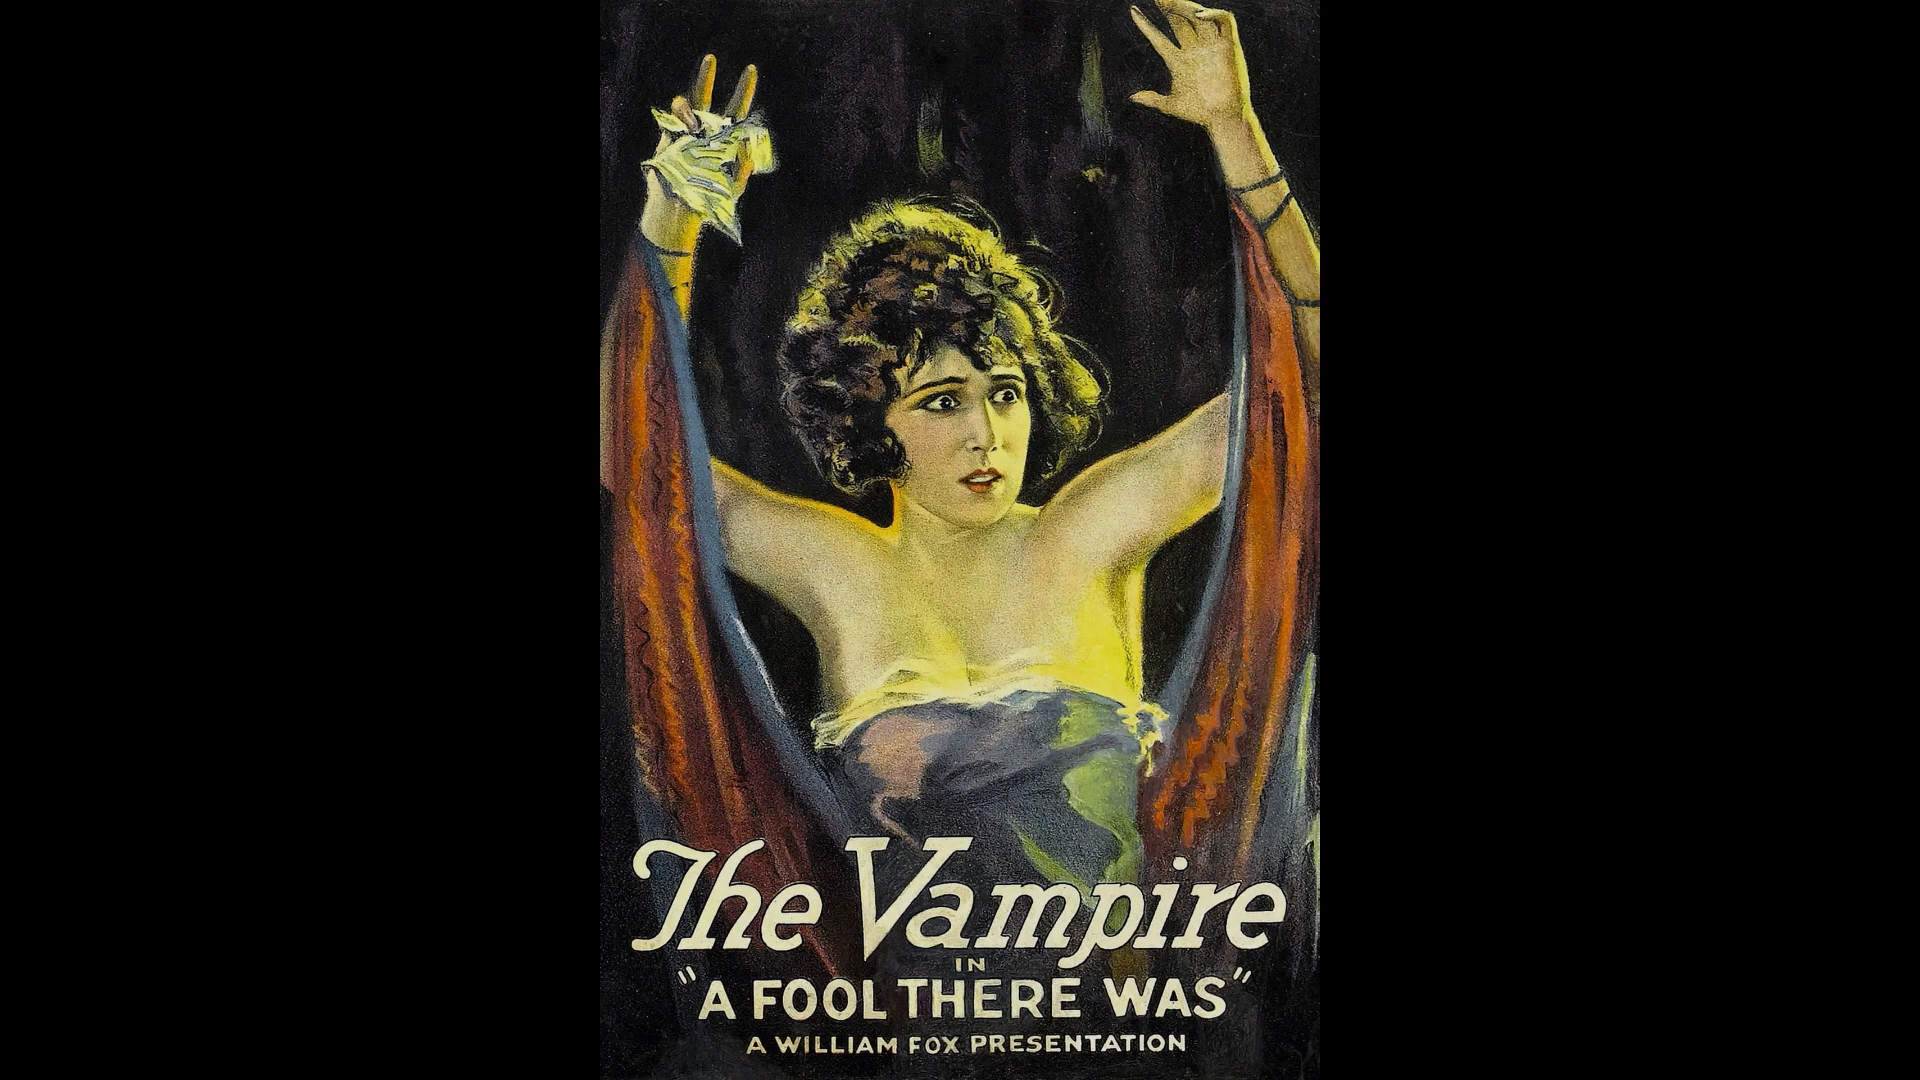 The Vampire
IN
"A FOOL THERE WAS"
A WILLIAM FOX PRESENTATION